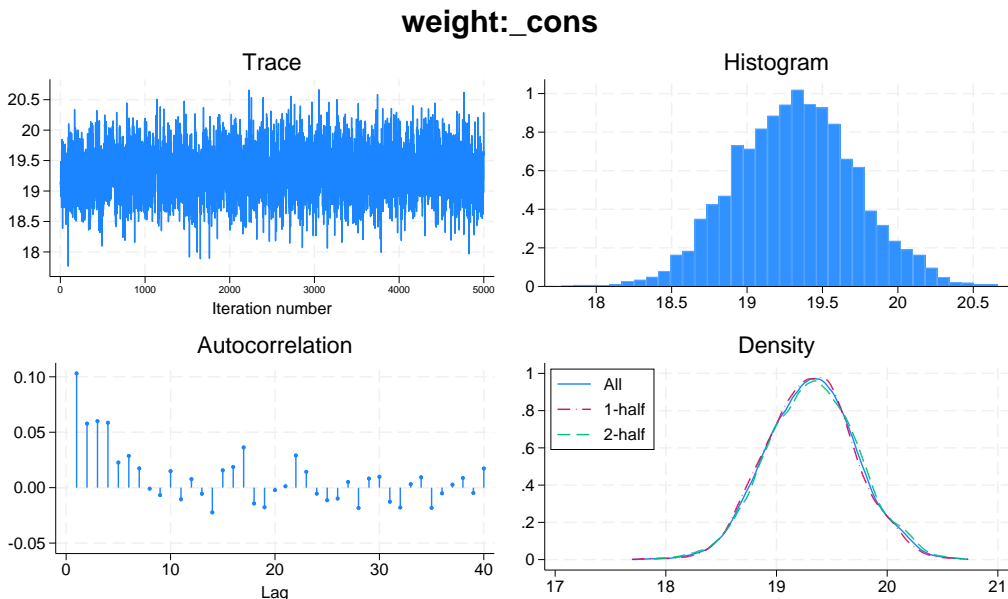 weight:_cons
Trace
20.5
20
19.5
19
18.5
18
0 1000 2000 3000 4000 5000
Iteration number
Histogram
1
.8
.6
.4
.2
0
18 18.5 19 19.5 20 20.5
Autocorrelation
0.10
0.05
0.00
-0.05
0 10 20 30 40
Lag
Density
All
1-half
2-half
1
.8
.6
.4
.2
0
17 18 19 20 21